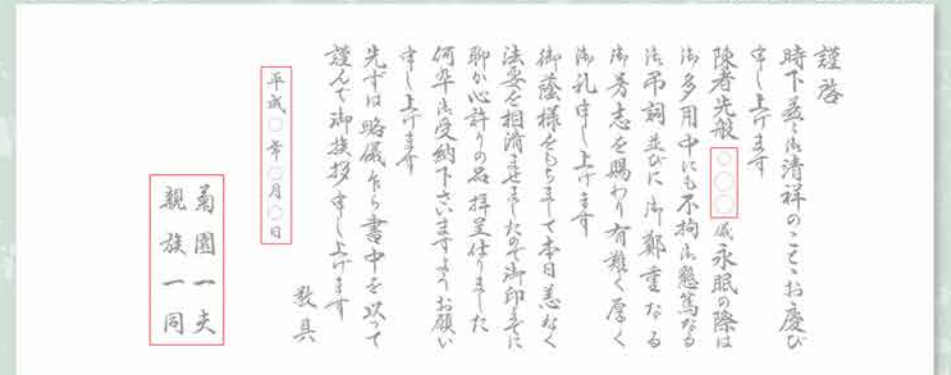 謹啓
時下益々御清祥のこと、お慶び
申し上げます
陳者先般○○○儀永眠の際は
御多用中にも不拘御懇篤なる
御弔詞並びに御鄭重なる
御芳志を賜わり有難く厚く
御礼申し上げます
御蔭様をもちまして本日恙なく
法要を相済ませましたので御印までに
聊か心許りの品拝呈仕りました
何卒御受納下さいますようお願い
申し上げます
先ずは略儀乍ら書中を以って
謹んで御挨拶申し上げます
敬具
平成○年○月○日
菊園一夫
親族一同